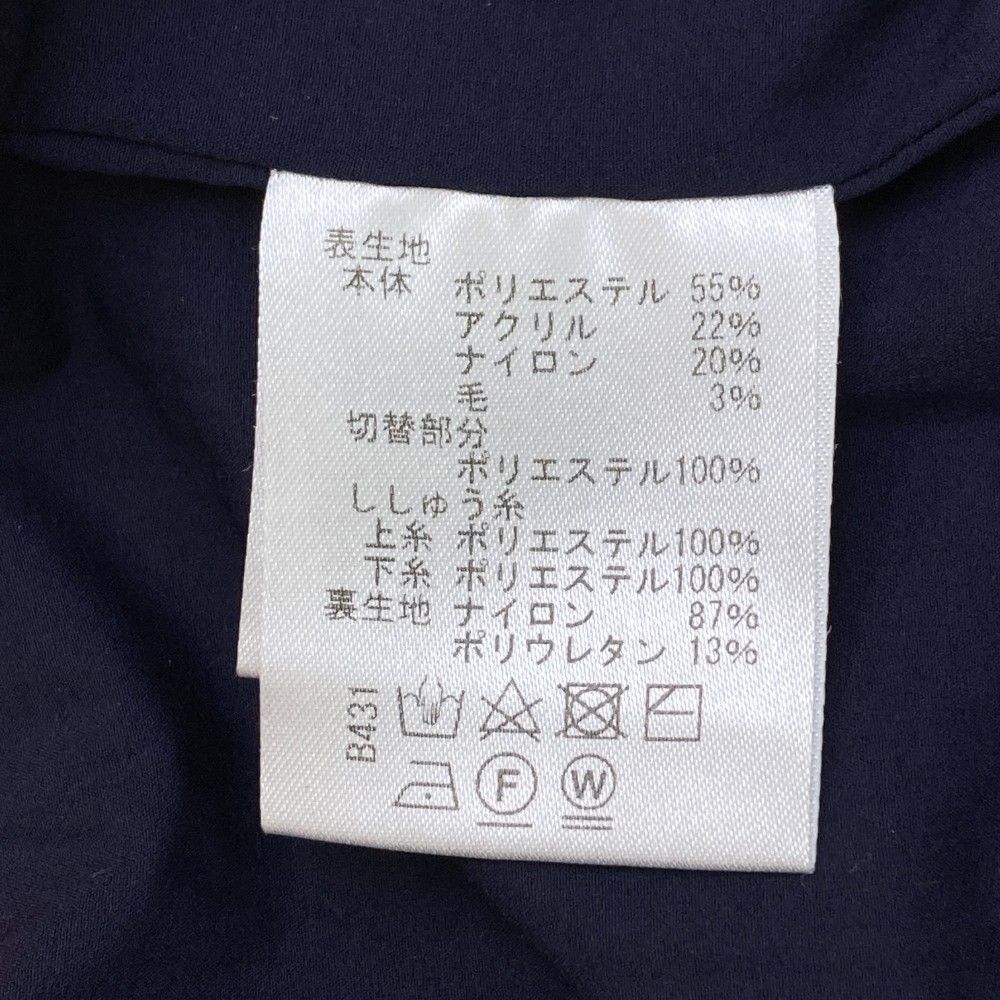 表生地
本体 ポリエステル 55%
アクリル 22%
ナイロン 20%
毛 3%
切替部分
ポリエステル100%
ししゅう糸
上糸 ポリエステル100%
下糸 ポリエステル100%
裏生地 ナイロン 87%
ポリウレタン 13%
B431
F W